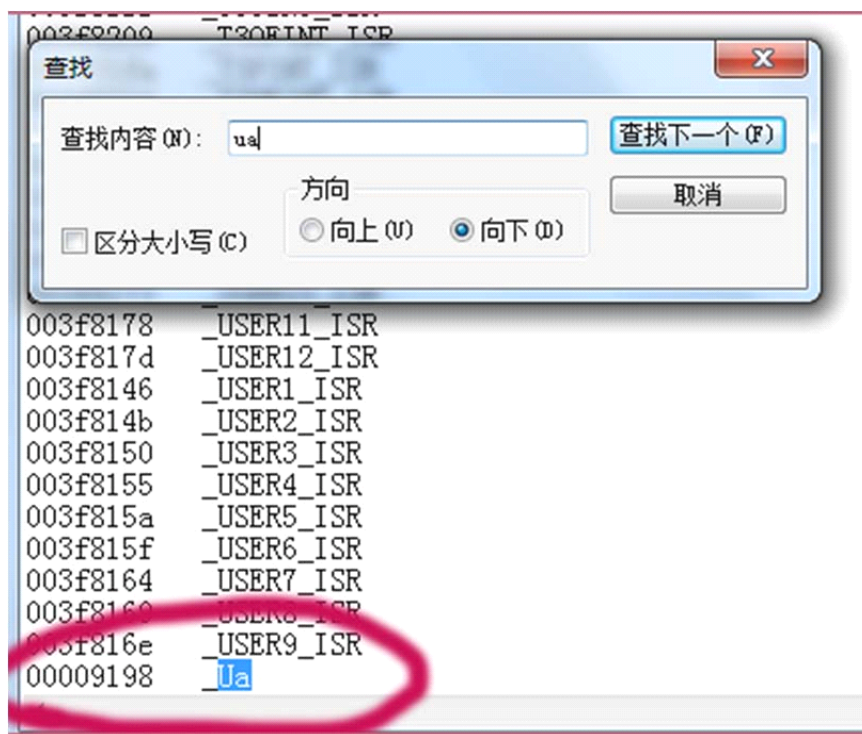 003f8209 _T3OFINT_ISR
查找
查找内容(N): ua
查找下一个(F)
方向
取消
区分大小写(C)
向上(U) 向下(D)
003f8178 _USER11_ISR
003f817d _USER12_ISR
003f8146 _USER1_ISR
003f814b _USER2_ISR
003f8150 _USER3_ISR
003f8155 _USER4_ISR
003f815a _USER5_ISR
003f815f _USER6_ISR
003f8164 _USER7_ISR
003f8169 _USER8_ISR
003f816e _USER9_ISR
00009198 _Ua